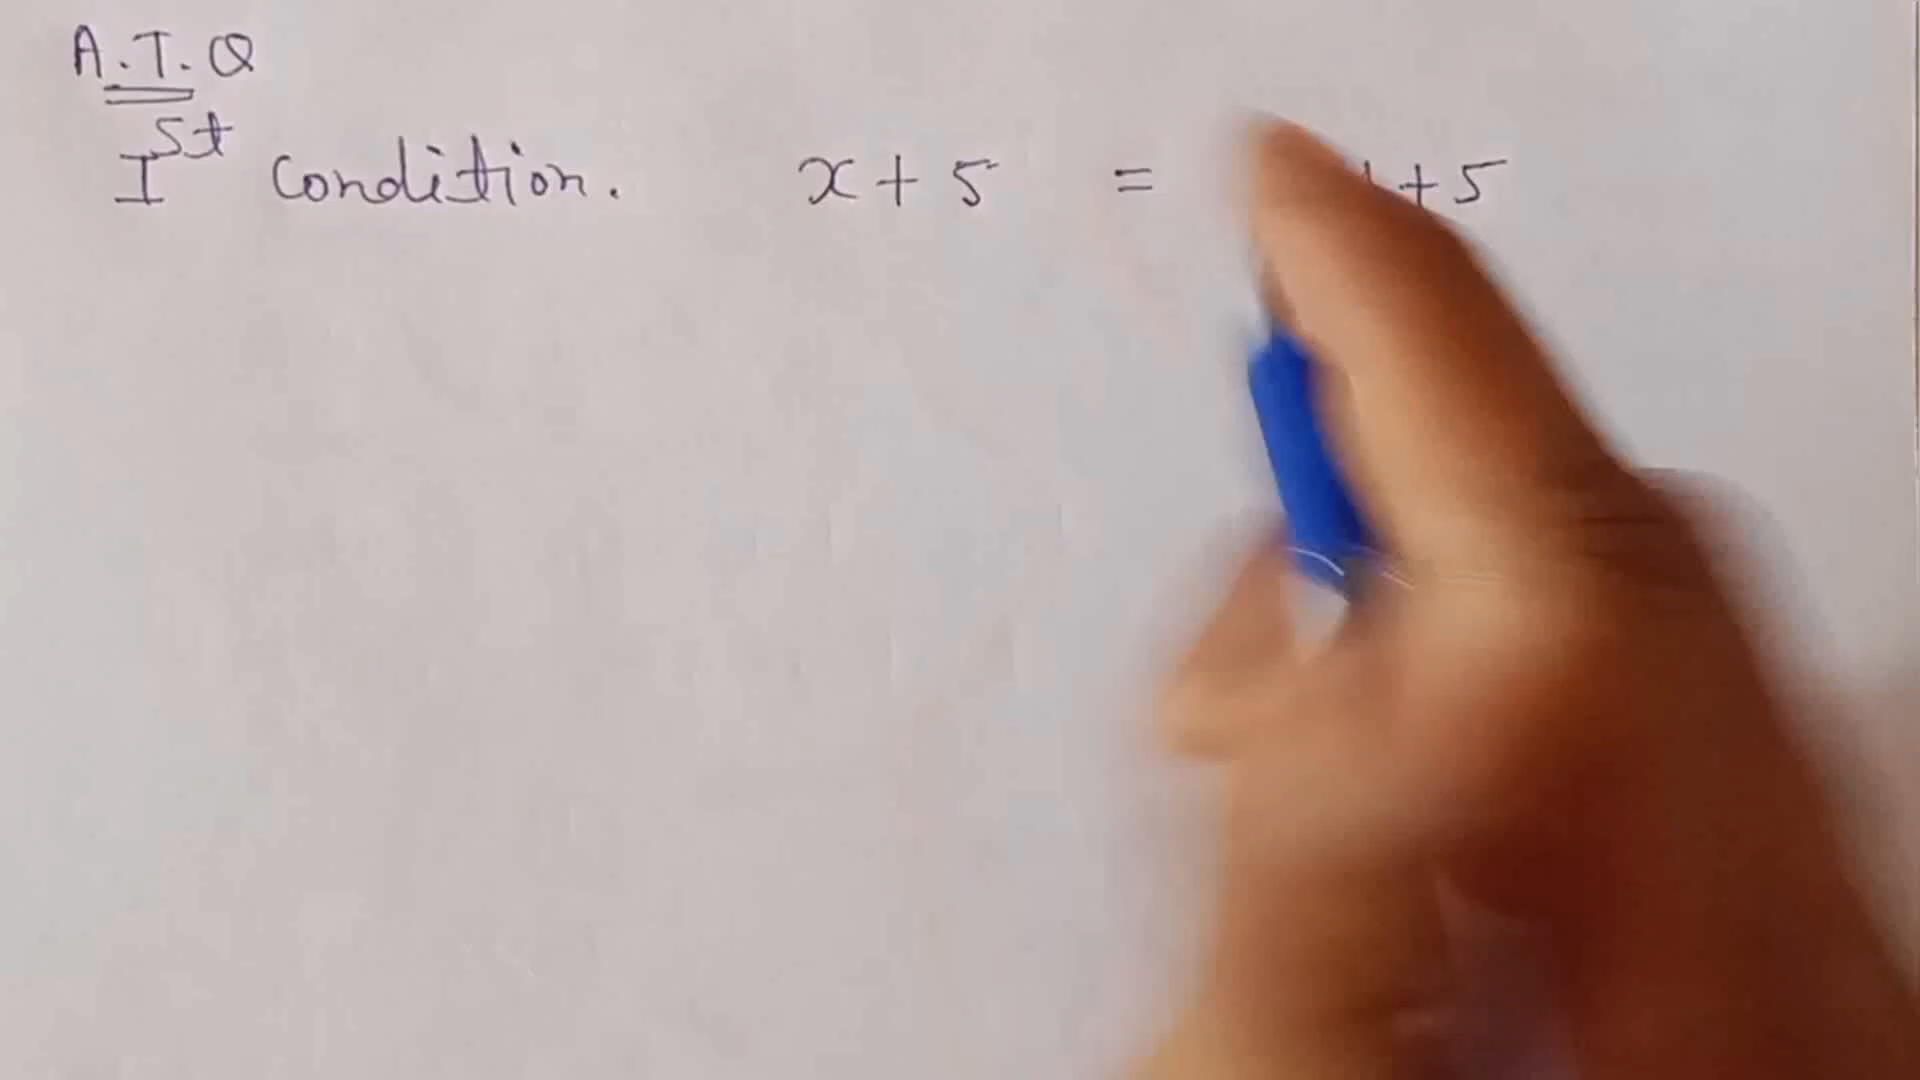 A.T.Q
Ist condition. x + 5 = +5